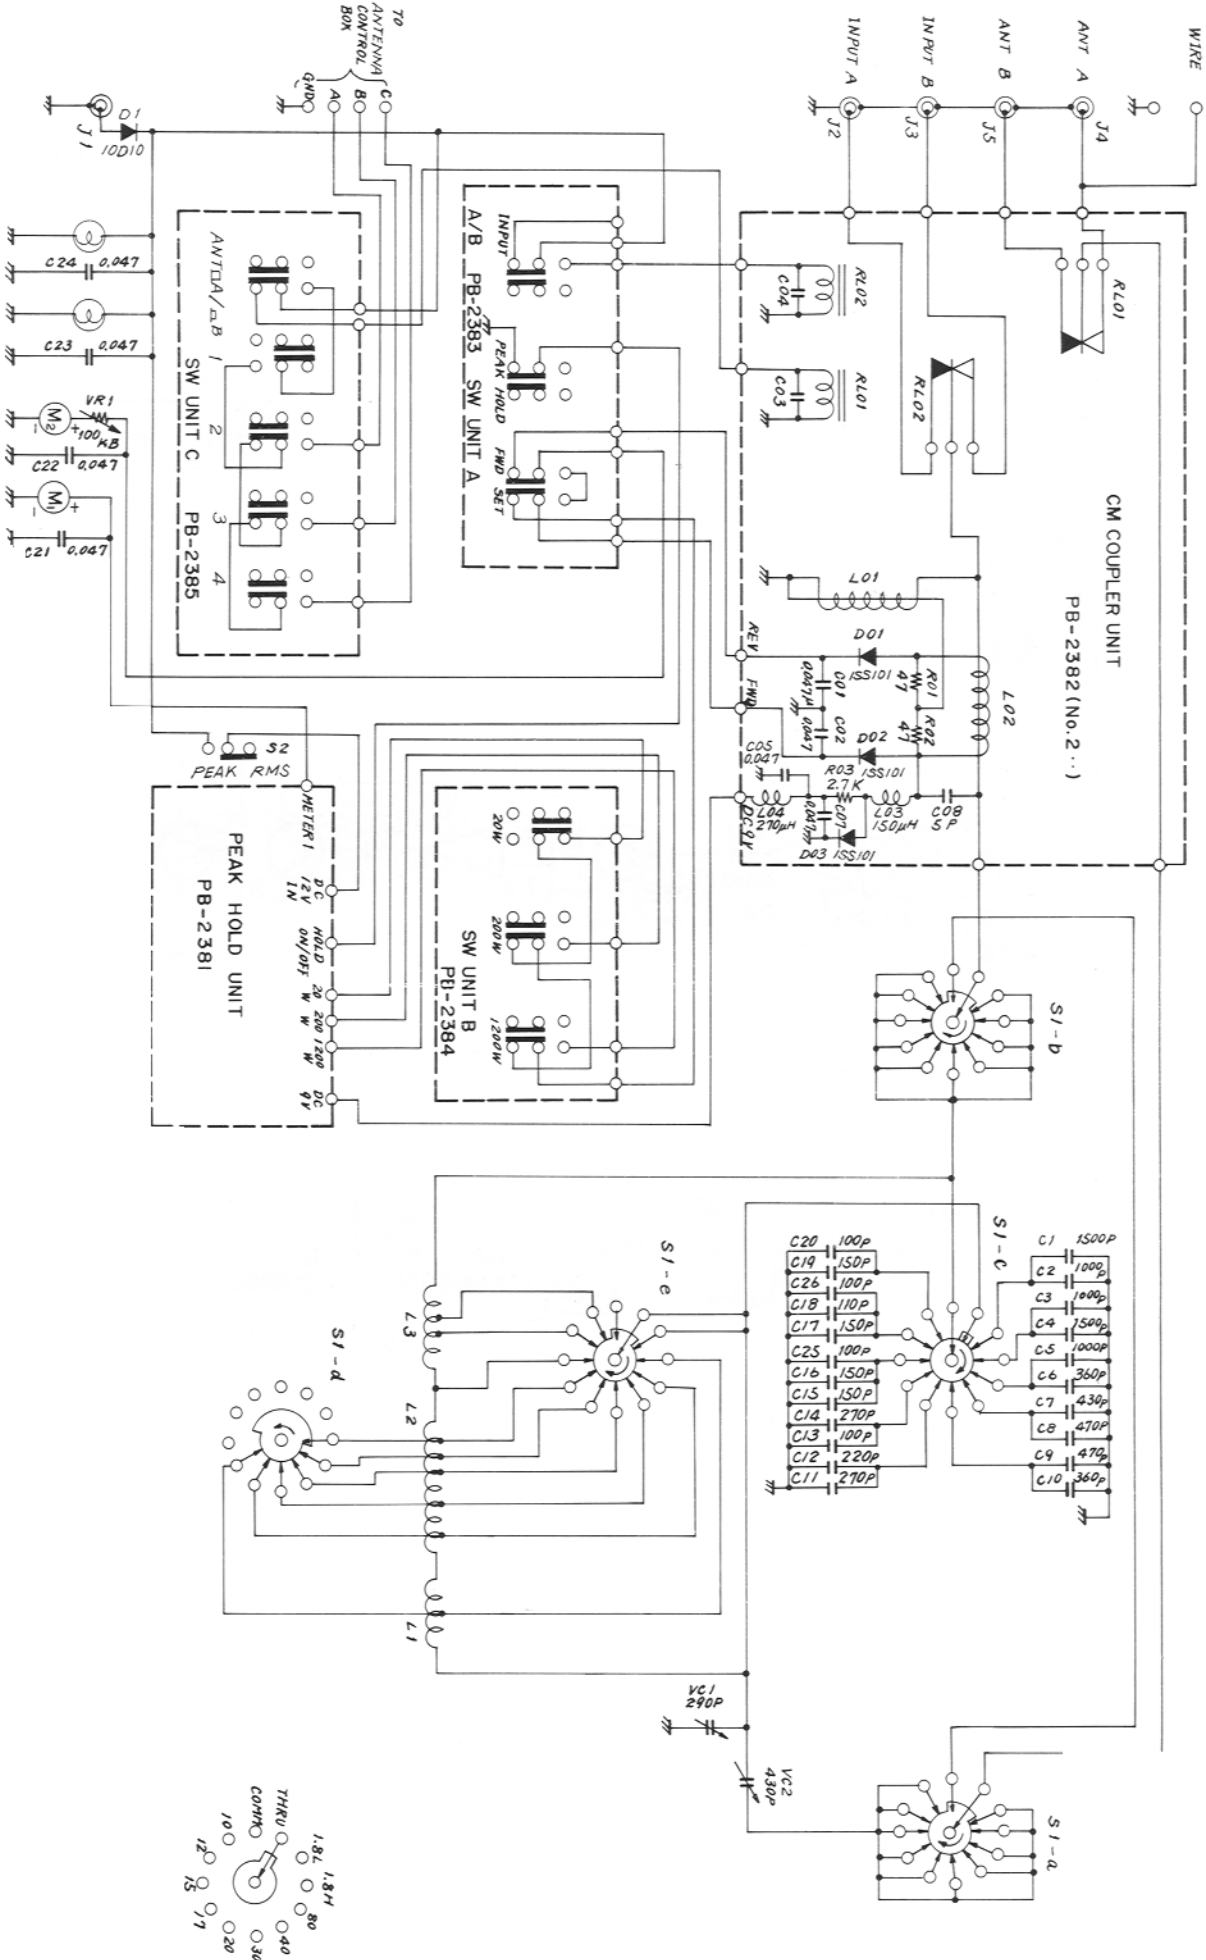 WIRE
ANT A
ANT B
INPUT B
INPUT A
J4
J5
J3
J2
TO
ANTENNA
CONTROL
BOX
C
B
A
GND
J1
D1
10D10
RL01
RL02
RL02
C04
RL01
C03
CM COUPLER UNIT
PB-2382 (No.2··)
L01
L02
D01
1SS101
R01
47
R02
47
D02
1SS101
C01
0.047μ
C02
0.047
REV
FWD
C05
0.047
R03
2.7K
L04
270μH
C07
0.047
L03
150μH
C08
5P
D03 1SS101
DC9V
INPUT
A/B
PB-2383 SW UNIT A
PEAK HOLD
FWD SET
ANT□A/△B
1
2
3
4
SW UNIT C
PB-2385
C24 0.047
C23 0.047
VR1
100
KB
M2
+
-
C22 0.047
M1
+
-
C21 0.047
S2
PEAK RMS
METER1
DC
12V
IN
HOLD
ON/OFF
20
W
200
W
1200
W
DC
9V
PEAK HOLD UNIT
PB-2381
20W
200W
1200W
SW UNIT B
PB-2384
S1-b
S1-c
C1 1500P
C2 1000P
C3 1000P
C4 1500P
C5 1000P
C6 360P
C7 430P
C8 470P
C9 470P
C10 360P
C20 100P
C19 150P
C26 100P
C18 110P
C17 150P
C25 100P
C16 150P
C15 150P
C14 270P
C13 100P
C12 220P
C11 270P
S1-e
S1-d
L3
L2
L1
VC1
290P
VC2
430P
S1-a
THRU
COMM
10
12
15
17
20
30
40
80
1.8H
1.8L